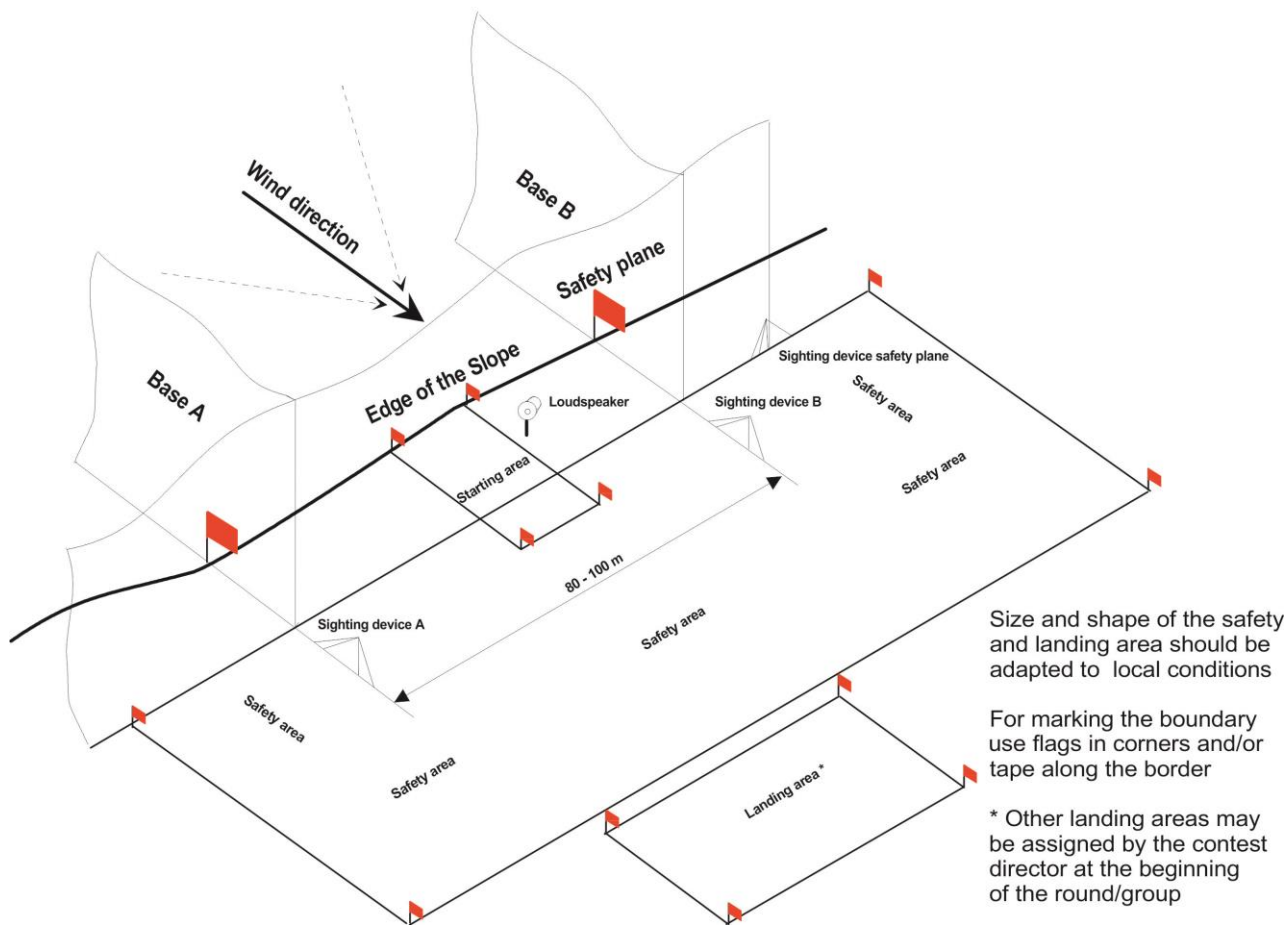 Base B
Wind direction
Safety plane
Base A
Edge of the Slope
Sighting device safety plane
Safety area
Loudspeaker
Sighting device B
Safety area
Starting area
80 - 100 m
Sighting device A
Safety area
Safety area
Safety area
Landing area *
Size and shape of the safety
and landing area should be
adapted to local conditions
For marking the boundary
use flags in corners and/or
tape along the border
* Other landing areas may
be assigned by the contest
director at the beginning
of the round/group